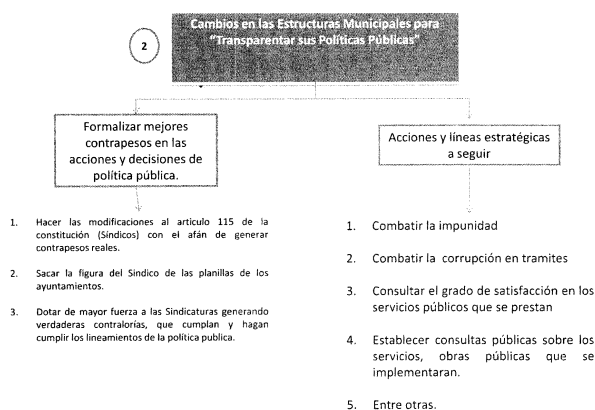 2
Cambios en las Estructuras Municipales para
“Transparentar sus Políticas Públicas”
Formalizar mejores
contrapesos en las
acciones y decisiones de
política pública.
Acciones y líneas estratégicas
a seguir
1. Hacer las modificaciones al articulo 115 de la
constitución (Síndicos) con el afán de generar
contrapesos reales.
2. Sacar la figura del Sindico de las planillas de los
ayuntamientos.
3. Dotar de mayor fuerza a las Sindicaturas generando
verdaderas contralorías, que cumplan y hagan
cumplir los lineamientos de la política publica.
1. Combatir la impunidad
2. Combatir la corrupción en tramites
3. Consultar el grado de satisfacción en los
servicios públicos que se prestan
4. Establecer consultas públicas sobre los
servicios, obras públicas que se
implementaran.
5. Entre otras.